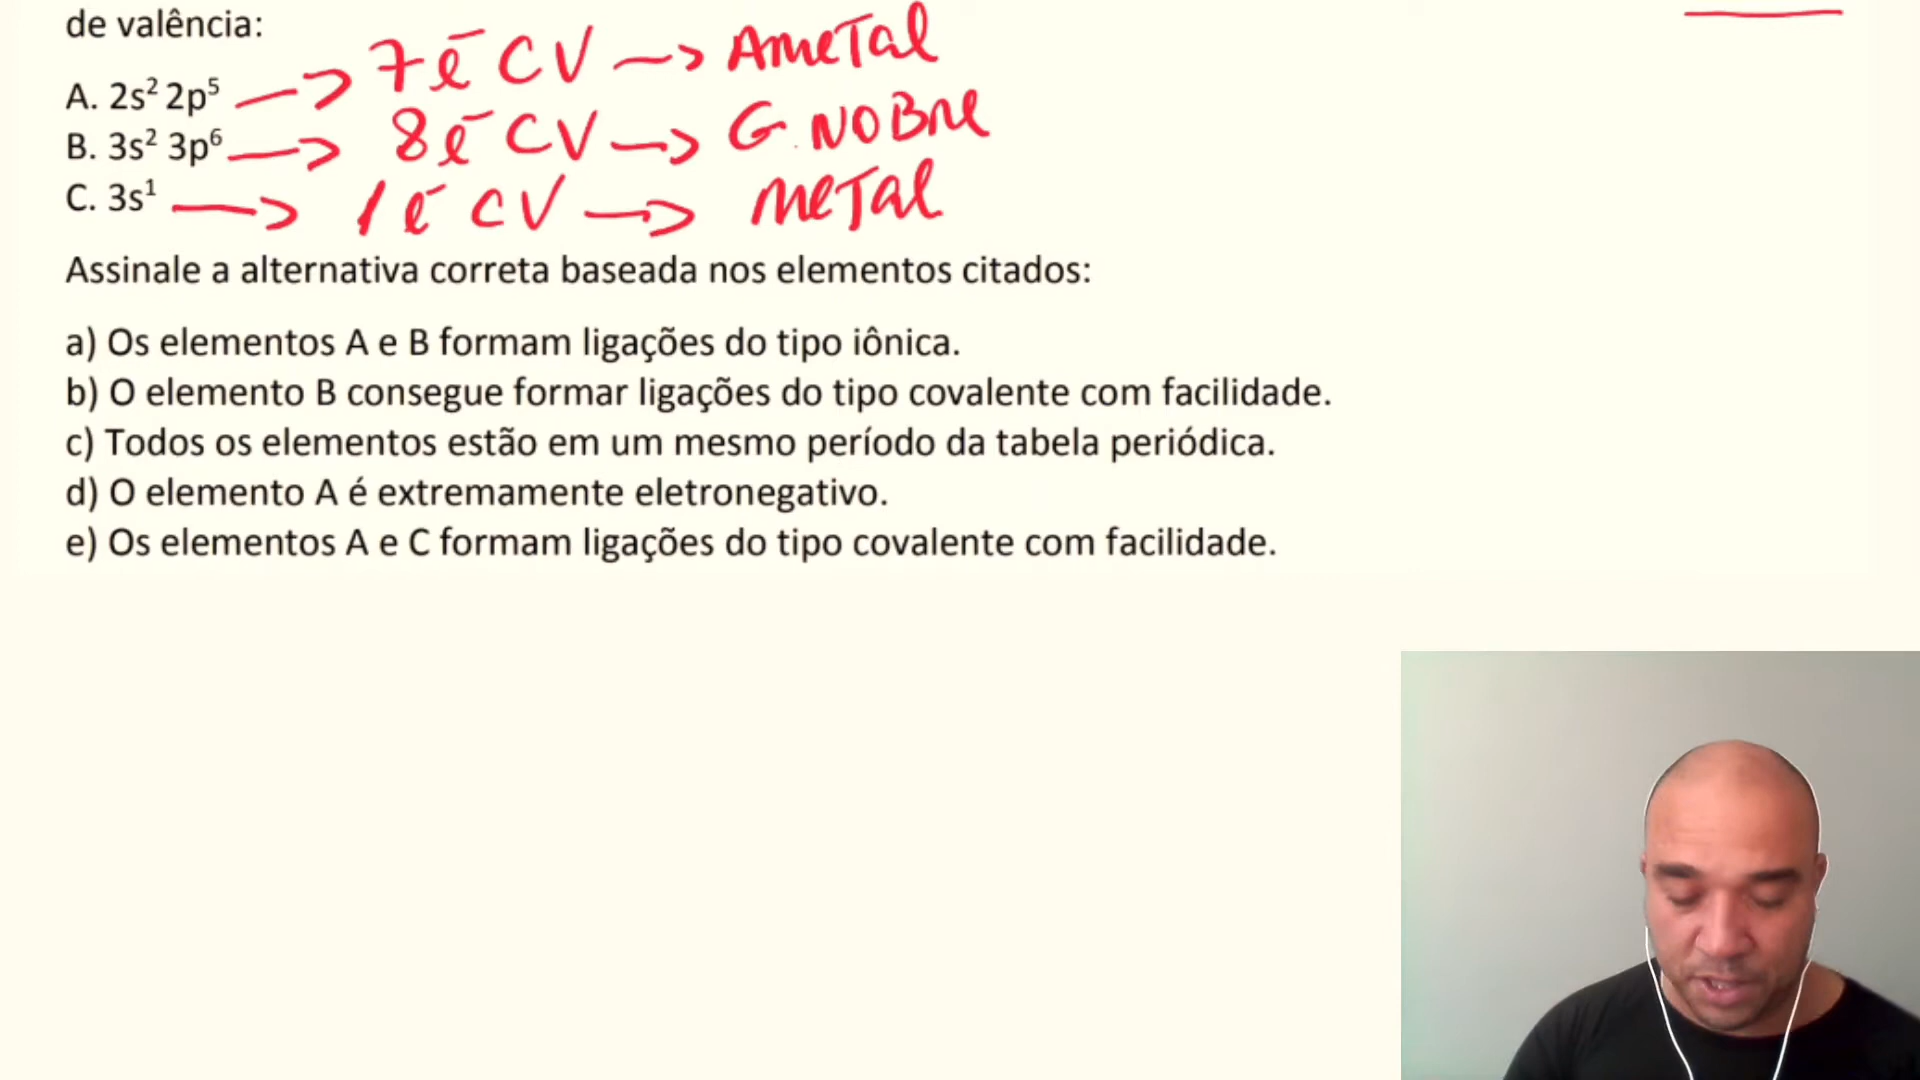 de valência:
A. 2s² 2p⁵ → 7 é CV → AmeTal
B. 3s² 3p⁶ → 8 é CV → G. NOBRE
C. 3s¹ → 1 é CV → meTal
Assinale a alternativa correta baseada nos elementos citados:
a) Os elementos A e B formam ligações do tipo iônica.
b) O elemento B consegue formar ligações do tipo covalente com facilidade.
c) Todos os elementos estão em um mesmo período da tabela periódica.
d) O elemento A é extremamente eletronegativo.
e) Os elementos A e C formam ligações do tipo covalente com facilidade.